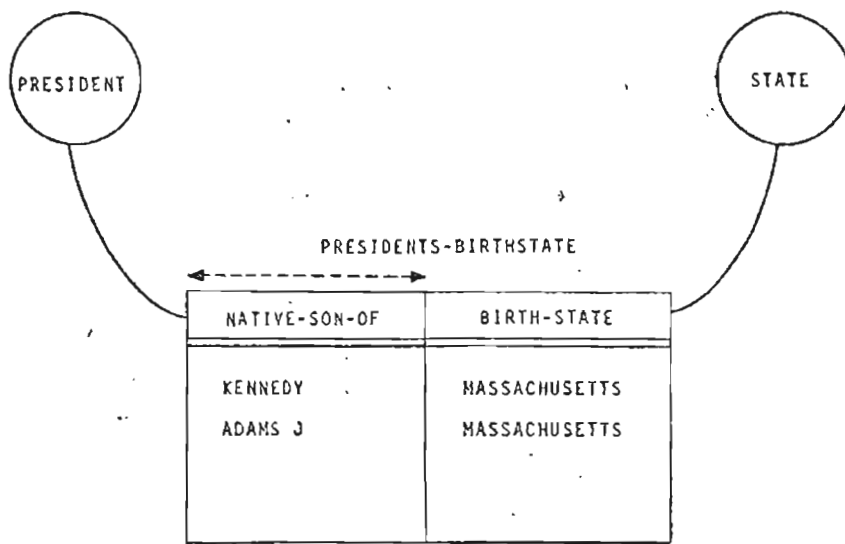 PRESIDENT STATE
PRESIDENTS-BIRTHSTATE
NATIVE-SON-OF BIRTH-STATE
KENNEDY MASSACHUSETTS
ADAMS J MASSACHUSETTS